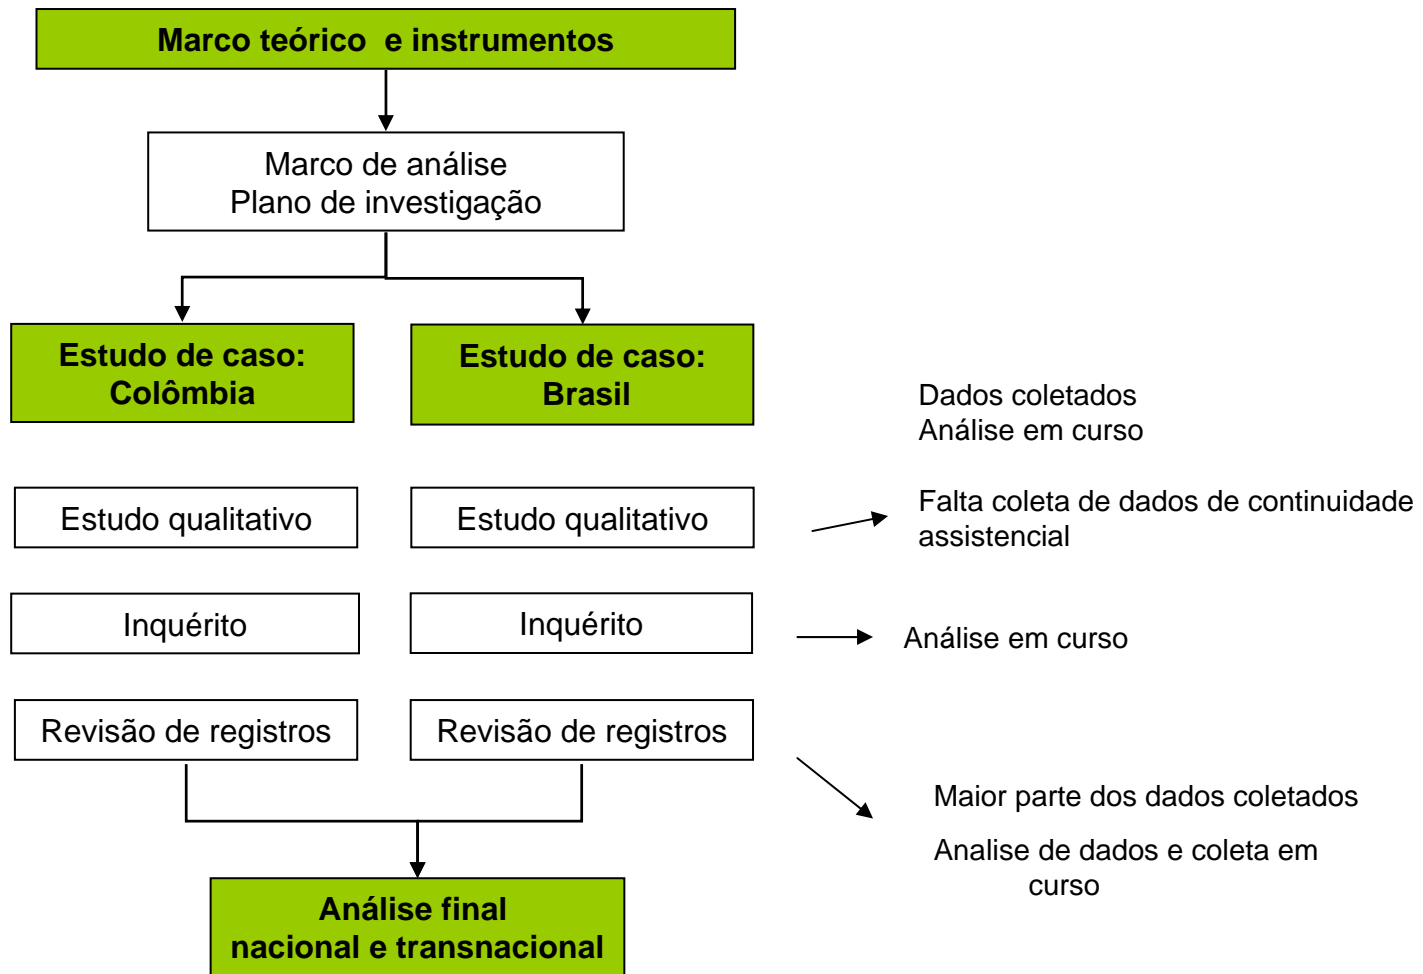 Marco teórico e instrumentos
Marco de análise
Plano de investigação
Estudo de caso:
Colômbia
Estudo de caso:
Brasil
Dados coletados
Análise em curso
Estudo qualitativo
Estudo qualitativo
Falta coleta de dados de continuidade
assistencial
Inquérito
Inquérito
Análise em curso
Revisão de registros
Revisão de registros
Maior parte dos dados coletados
Analise de dados e coleta em
curso
Análise final
nacional e transnacional